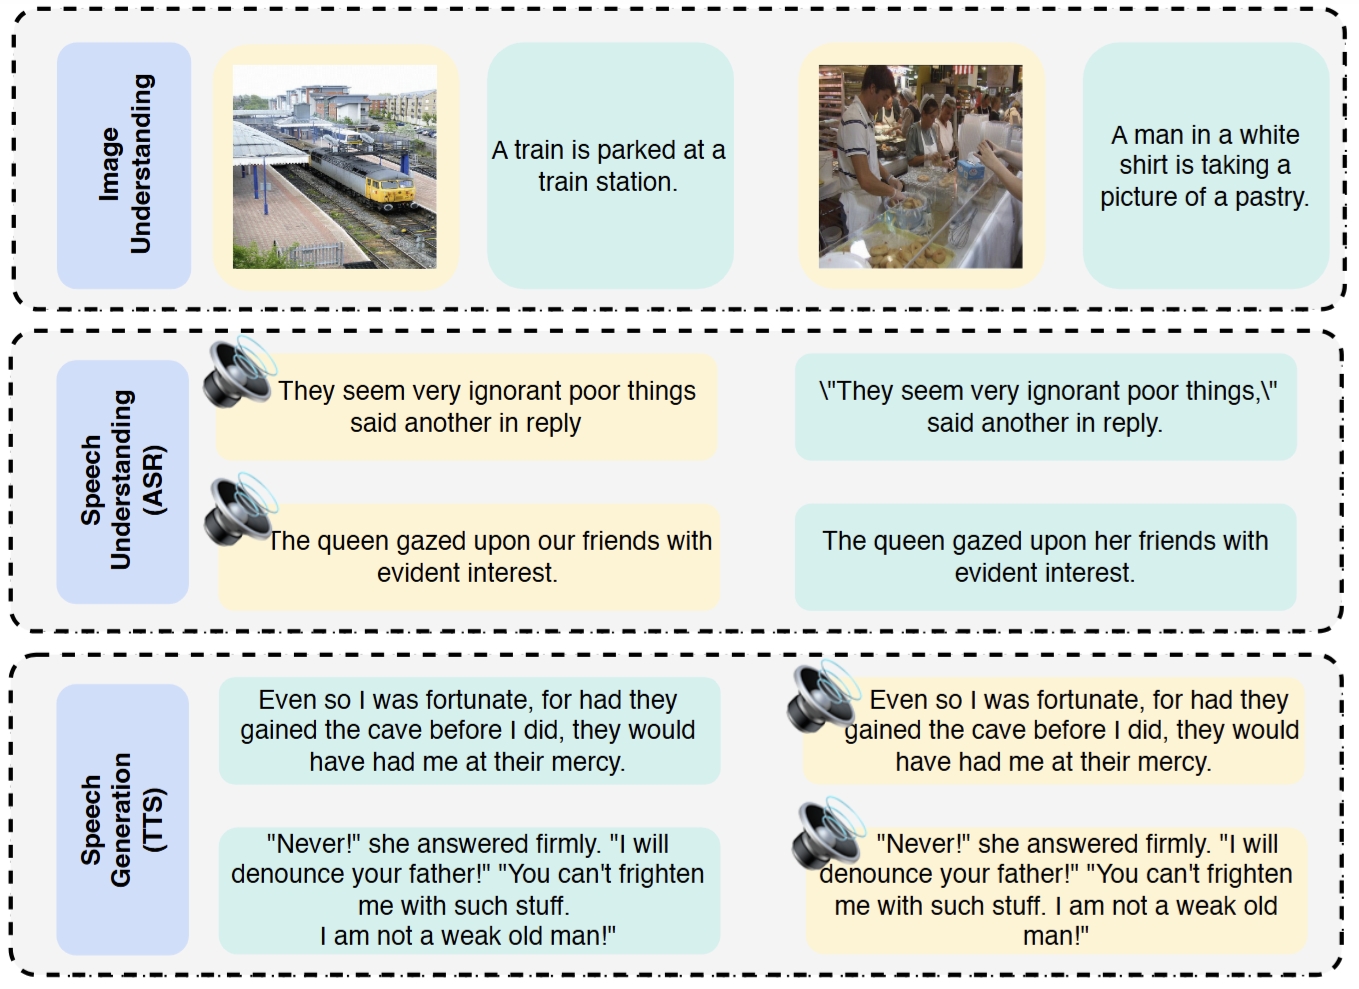 Image
Understanding
A train is parked at a
train station.
A man in a white
shirt is taking a
picture of a pastry.
Speech
Understanding
(ASR)
They seem very ignorant poor things
said another in reply
\"They seem very ignorant poor things,\"
said another in reply.
The queen gazed upon our friends with
evident interest.
The queen gazed upon her friends with
evident interest.
Speech
Generation
(TTS)
Even so I was fortunate, for had they
gained the cave before I did, they would
have had me at their mercy.
Even so I was fortunate, for had they
gained the cave before I did, they would
have had me at their mercy.
"Never!" she answered firmly. "I will
denounce your father!" "You can't frighten
me with such stuff.
I am not a weak old man!"
"Never!" she answered firmly. "I will
denounce your father!" "You can't frighten
me with such stuff. I am not a weak old
man!"